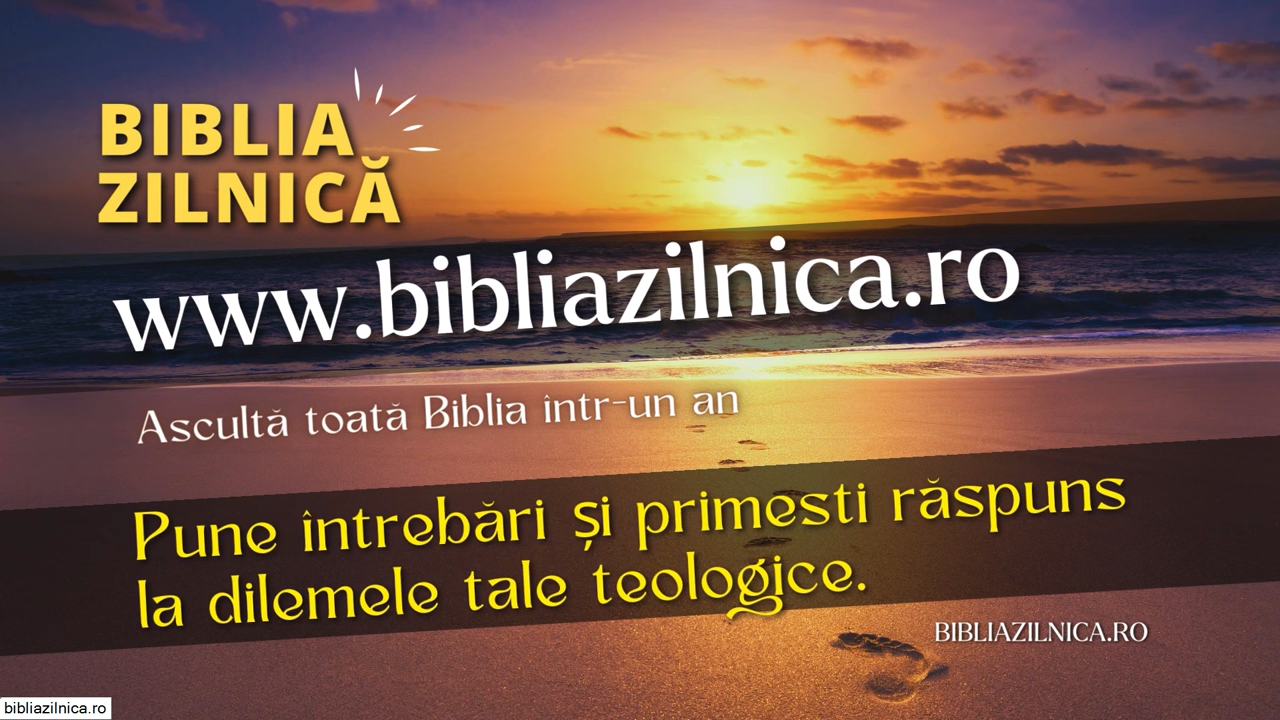 BIBLIA
ZILNICĂ
www.bibliazilnica.ro
Ascultă toată Biblia într-un an
Pune întrebări și primesti răspuns
la dilemele tale teologice.
BIBLIAZILNICA.RO
bibliazilnica.ro